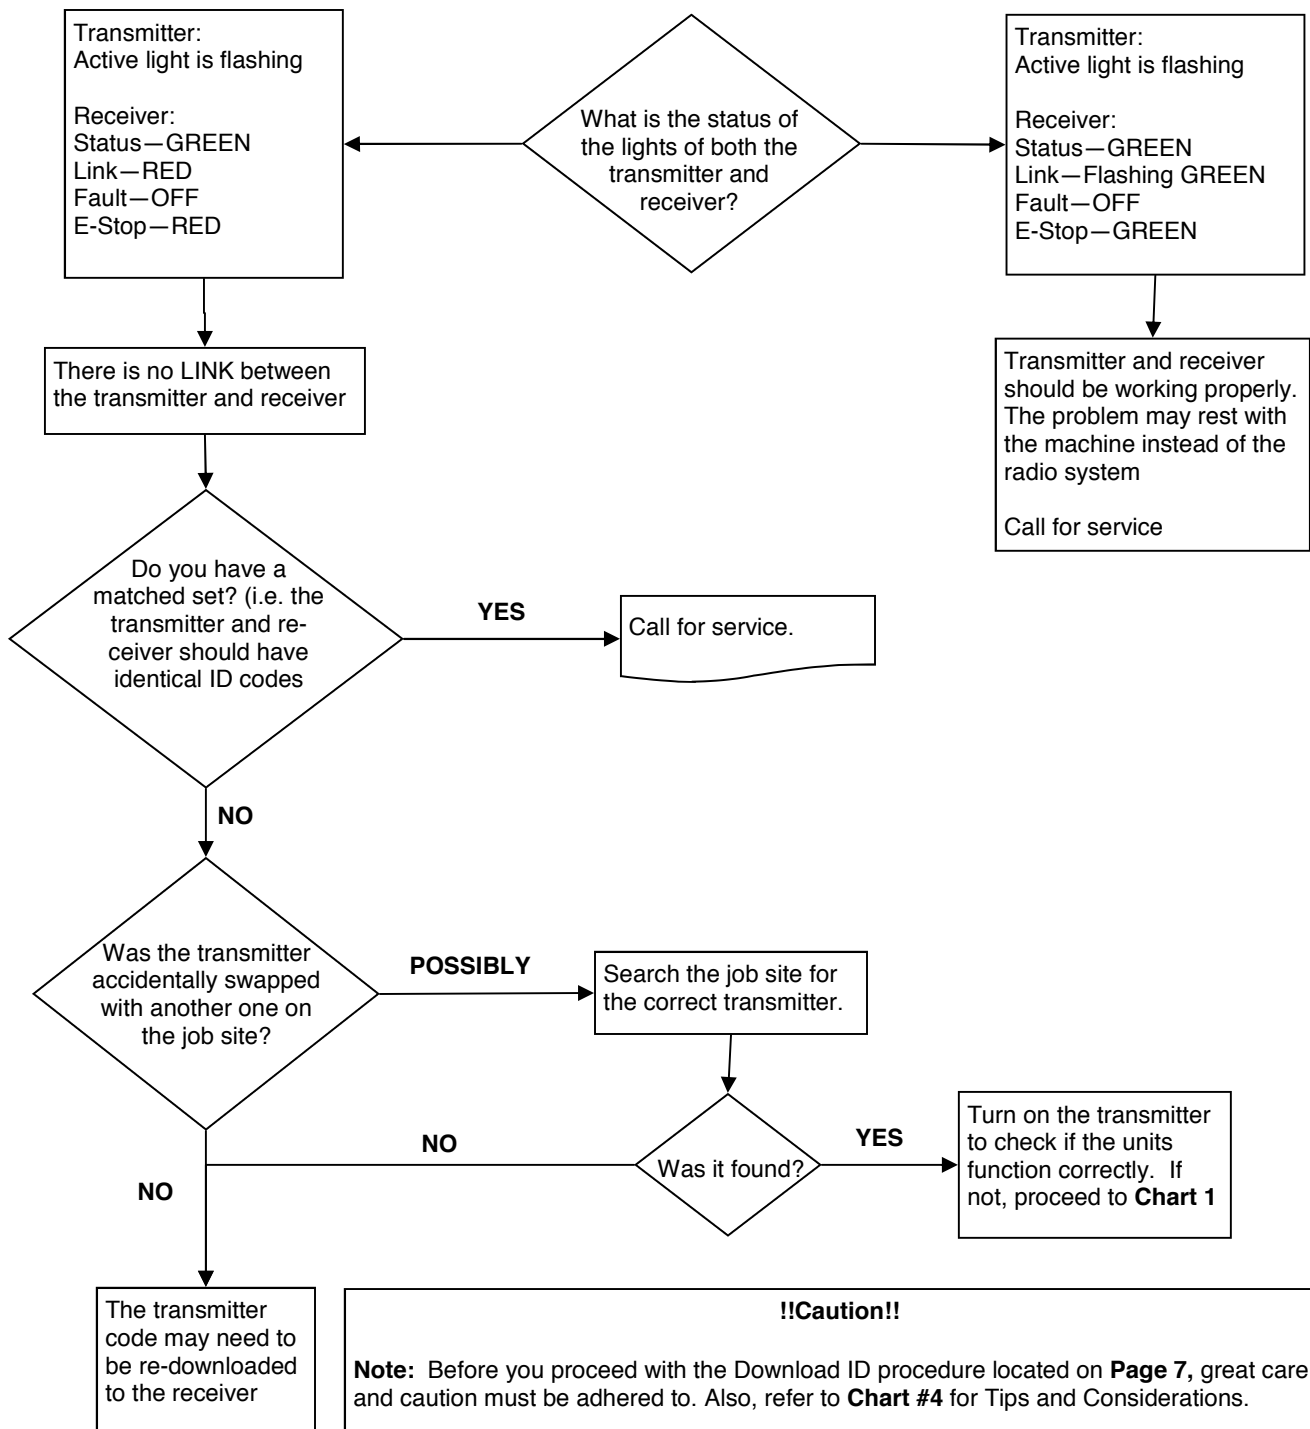 Transmitter:
Active light is flashing
Receiver:
Status—GREEN
Link—RED
Fault—OFF
E-Stop—RED
What is the status of
the lights of both the
transmitter and
receiver?
Transmitter:
Active light is flashing
Receiver:
Status—GREEN
Link—Flashing GREEN
Fault—OFF
E-Stop—GREEN
There is no LINK between
the transmitter and receiver
Transmitter and receiver
should be working properly.
The problem may rest with
the machine instead of the
radio system
Call for service
Do you have a
matched set? (i.e. the
transmitter and re-
ceiver should have
identical ID codes
YES
Call for service.
NO
Was the transmitter
accidentally swapped
with another one on
the job site?
POSSIBLY
Search the job site for
the correct transmitter.
NO
Was it found?
YES
Turn on the transmitter
to check if the units
function correctly.  If
not, proceed to Chart 1
NO
The transmitter
code may need to
be re-downloaded
to the receiver
!!Caution!!
Note:  Before you proceed with the Download ID procedure located on Page 7, great care
and caution must be adhered to. Also, refer to Chart #4 for Tips and Considerations.